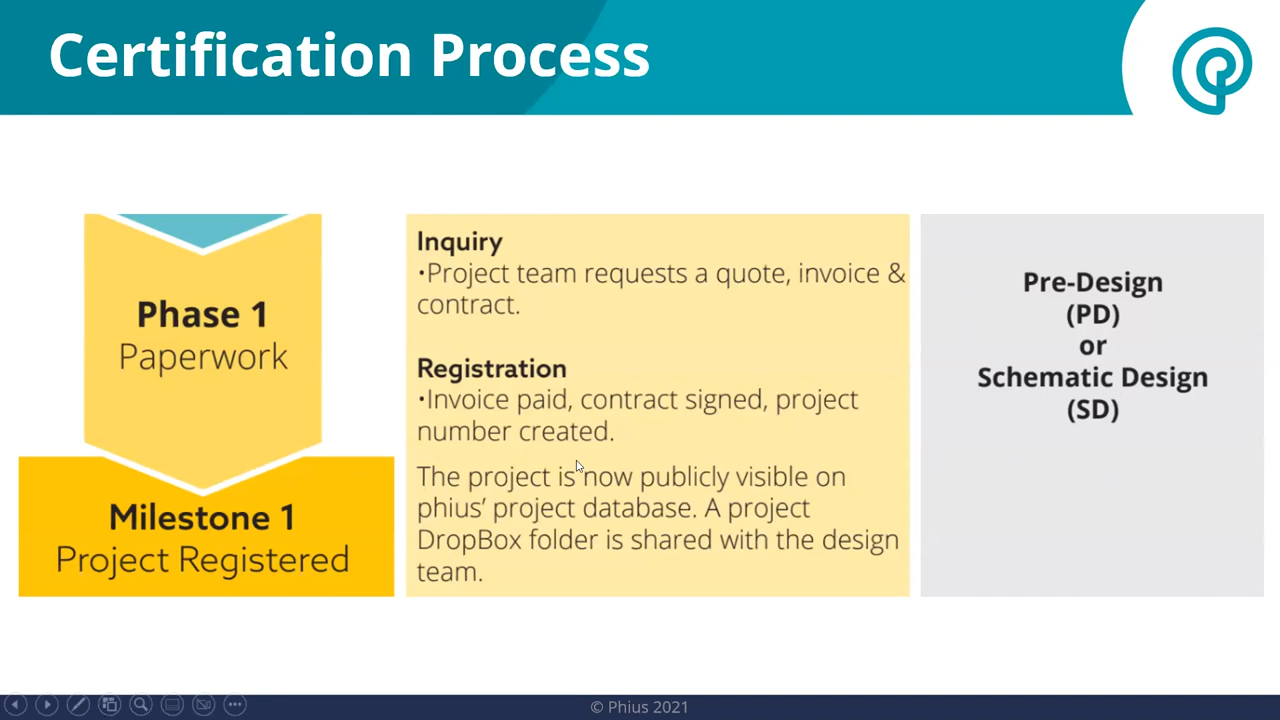 Certification Process
Phase 1
Paperwork
Milestone 1
Project Registered
Inquiry
•Project team requests a quote, invoice &
contract.
Registration
•Invoice paid, contract signed, project
number created.
The project is now publicly visible on
phius’ project database. A project
DropBox folder is shared with the design
team.
Pre-Design
(PD)
or
Schematic Design
(SD)
© Phius 2021